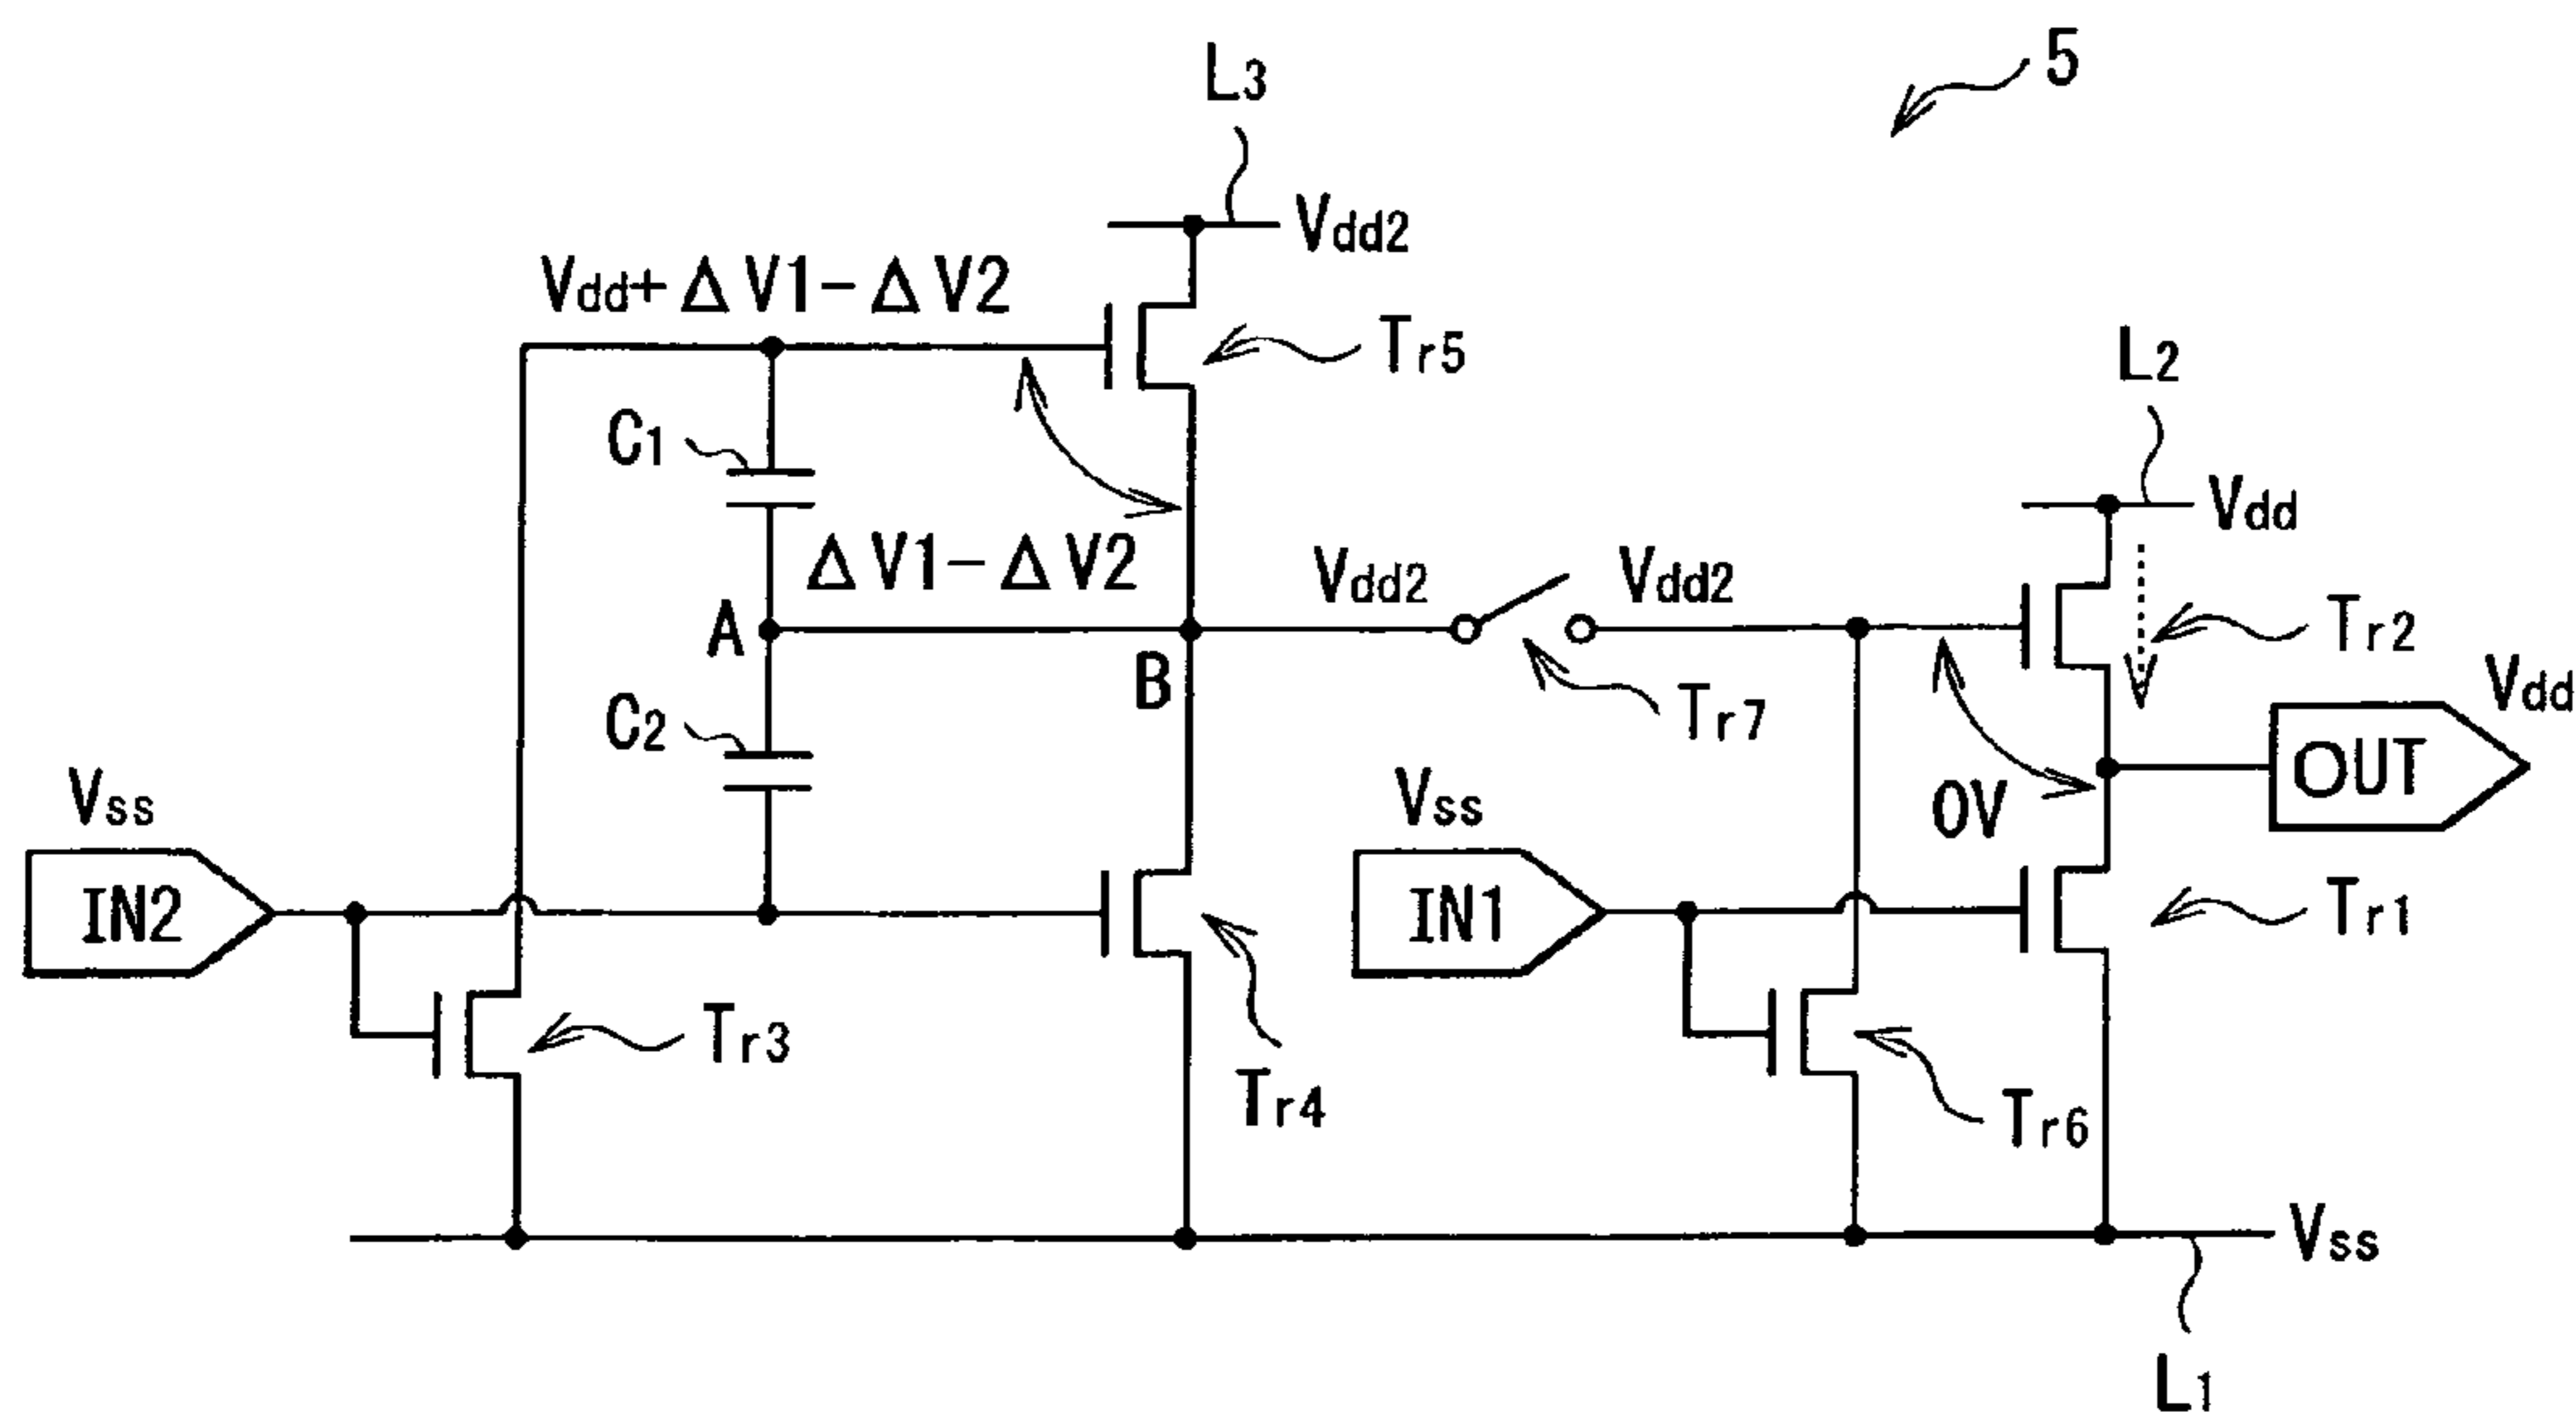 5
L3
Vdd2
Vdd+ΔV1-ΔV2
Tr5
L2
C1
Vdd
ΔV1-ΔV2
Vdd2
Vdd2
A
Tr2
B
Tr7
Vdd
C2
OUT
Vss
Vss
0V
IN2
IN1
Tr1
Tr3
Tr4
Tr6
Vss
L1